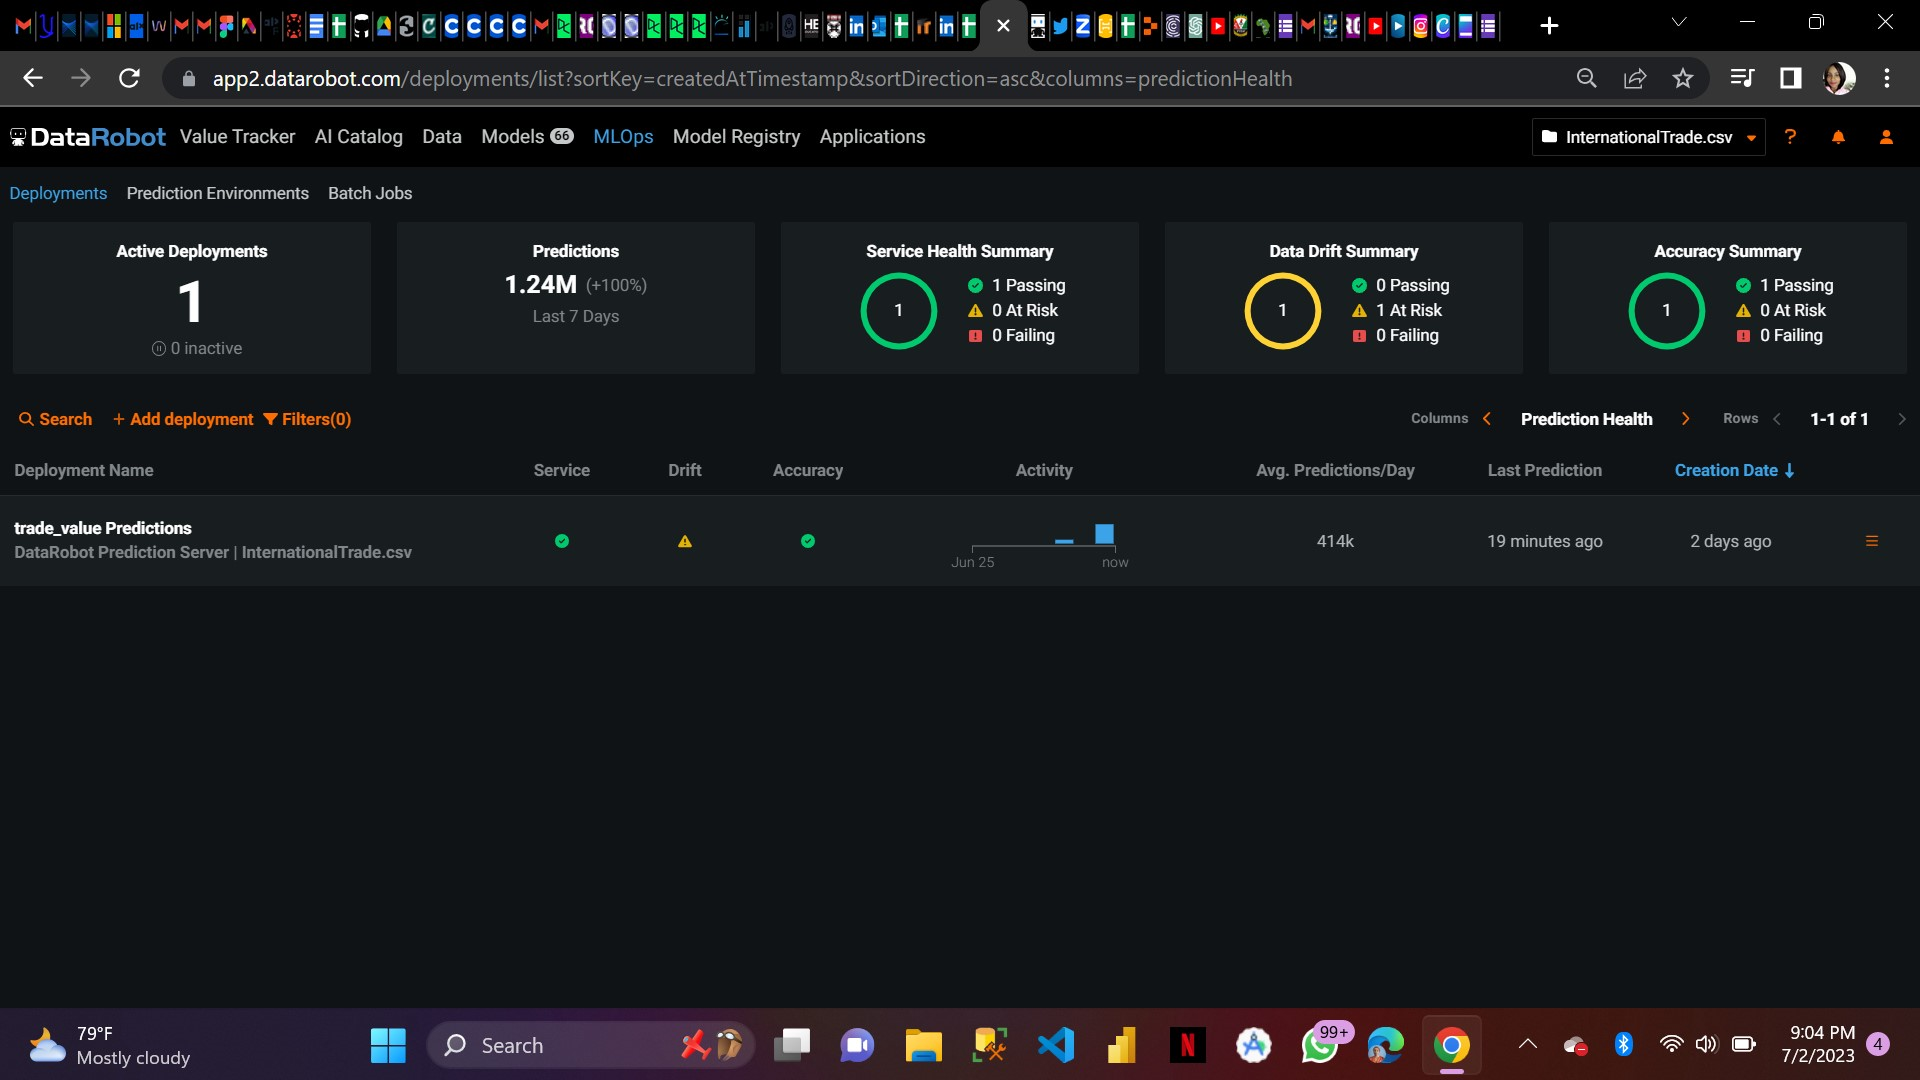 app2.datarobot.com/deployments/list?sortKey=createdAtTimestamp&sortDirection=asc&columns=predictionHealth
DataRobot Value Tracker AI Catalog Data Models 66 MLOps Model Registry Applications InternationalTrade.csv ?
Deployments Prediction Environments Batch Jobs
Active Deployments
1
0 inactive
Predictions
1.24M (+100%)
Last 7 Days
Service Health Summary
1
1 Passing
0 At Risk
0 Failing
Data Drift Summary
1
0 Passing
1 At Risk
0 Failing
Accuracy Summary
1
1 Passing
0 At Risk
0 Failing
Search + Add deployment Filters(0) Columns < Prediction Health > Rows < 1-1 of 1 >
Deployment Name Service Drift Accuracy Activity Avg. Predictions/Day Last Prediction Creation Date ↓
trade_value Predictions
DataRobot Prediction Server | InternationalTrade.csv
Jun 25 now
414k 19 minutes ago 2 days ago
79°F
Mostly cloudy
Search
99+
9:04 PM
7/2/2023
4